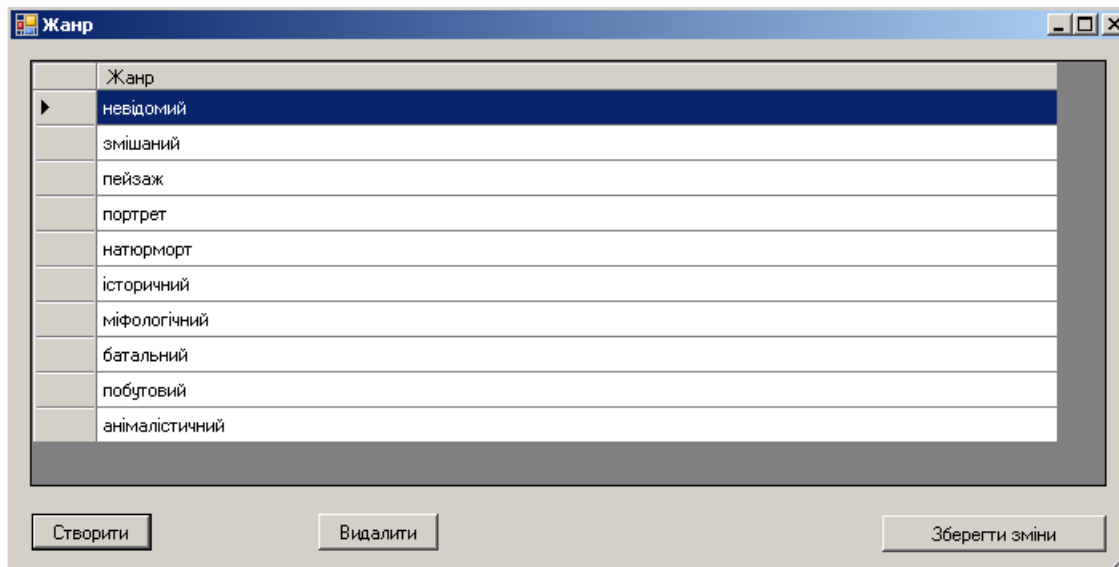 Жанр
Жанр
невідомий
змішаний
пейзаж
портрет
натюрморт
історичний
міфологічний
батальний
побутовий
анімалістичний
Створити Видалити Зберегти зміни